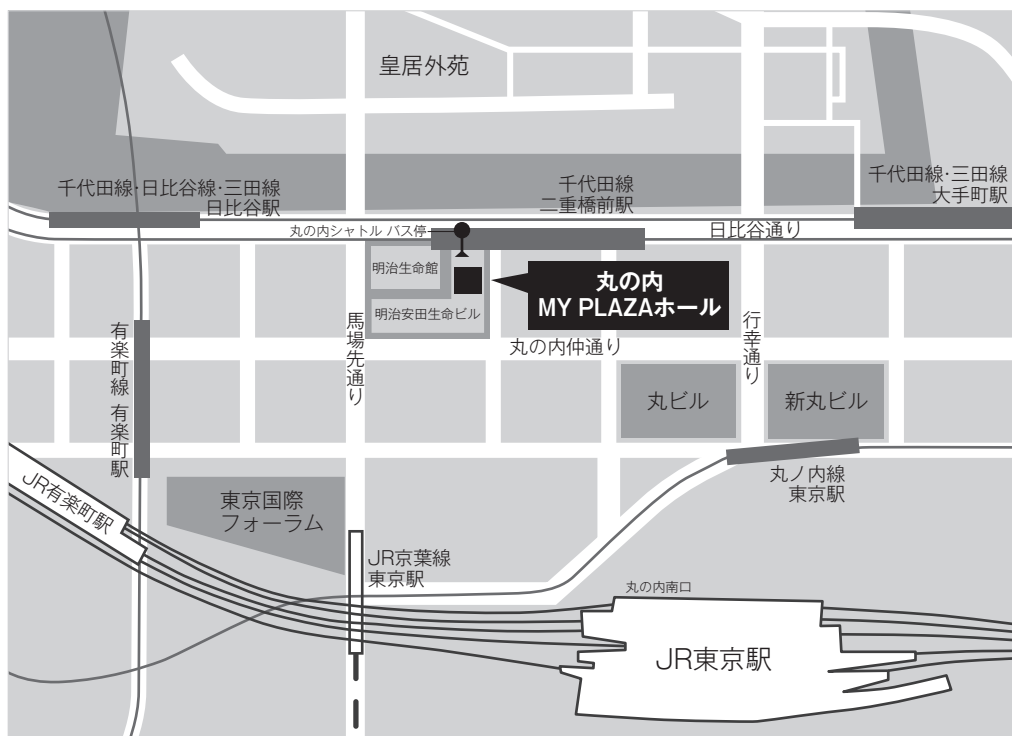 皇居外苑
千代田線·日比谷線·三田線
日比谷駅
千代田線
二重橋前駅
千代田線·三田線
大手町駅
丸の内シャトル バス停
日比谷通り
明治生命館
明治安田生命ビル
丸の内
MY PLAZAホール
馬場先通り
丸の内仲通り
行幸通り
有楽町線 有楽町駅
丸ビル
新丸ビル
丸ノ内線
東京駅
JR有楽町駅
東京国際
フォーラム
JR京葉線
東京駅
丸の内南口
JR東京駅